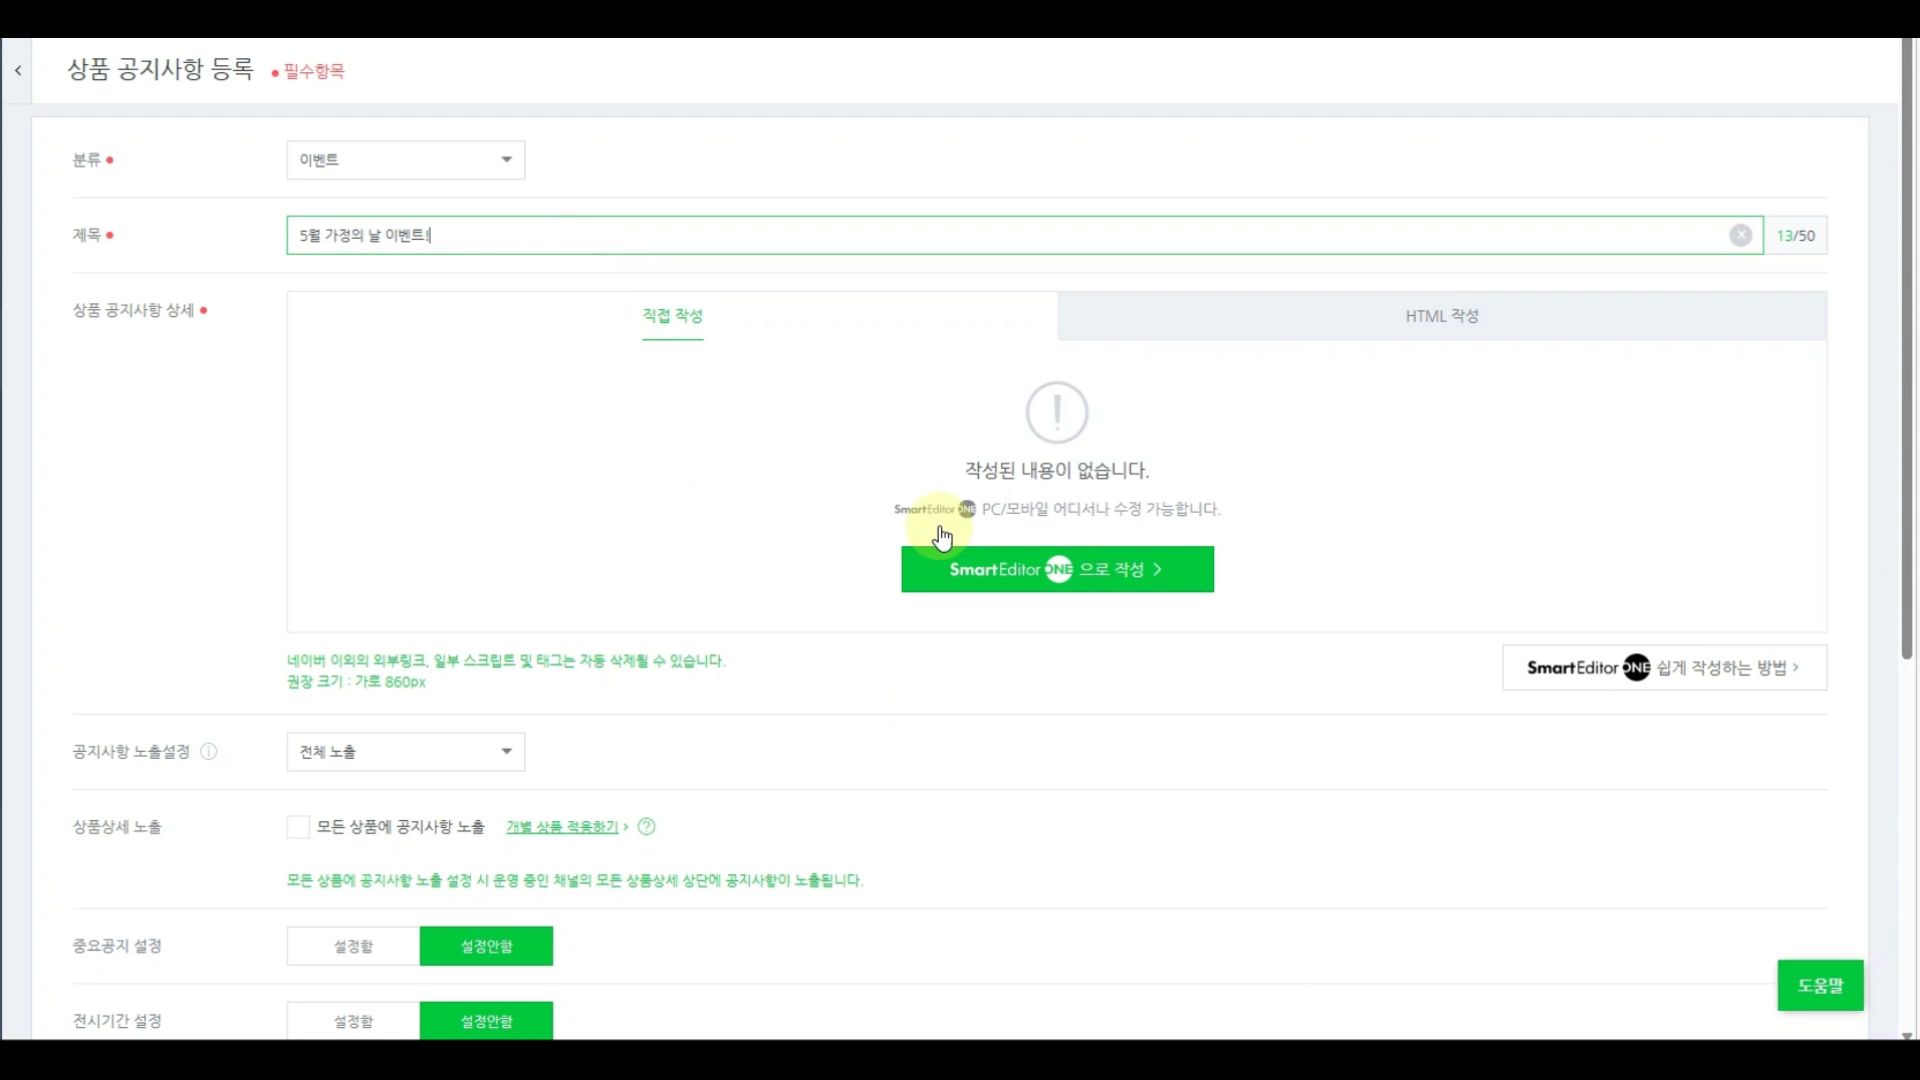 상품 공지사항 등록 • 필수항목
분류 •
이벤트
제목 •
5월 가정의 날 이벤트!
13/50
상품 공지사항 상세 •
직접 작성
HTML 작성
작성된 내용이 없습니다.
SmartEditor ONE PC/모바일 어디서나 수정 가능합니다.
SmartEditor ONE 으로 작성 >
네이버 이외의 외부링크, 일부 스크립트 및 태그는 자동 삭제될 수 있습니다.
권장 크기 : 가로 860px
SmartEditor ONE 쉽게 작성하는 방법 >
공지사항 노출설정
전체 노출
상품상세 노출
모든 상품에 공지사항 노출 개별 상품 적용하기 > ?
모든 상품에 공지사항 노출 설정 시 운영 중인 채널의 모든 상품상세 상단에 공지사항이 노출됩니다.
중요공지 설정
설정함
설정안함
도움말
전시기간 설정
설정함
설정안함